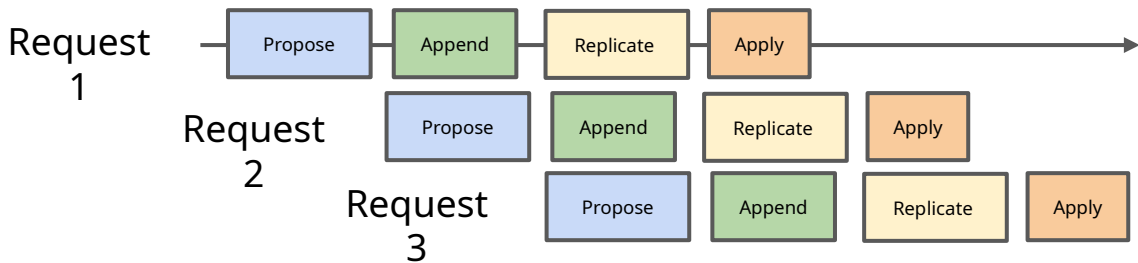 Request
1
Propose
Append
Replicate
Apply
Request
2
Propose
Append
Replicate
Apply
Request
3
Propose
Append
Replicate
Apply